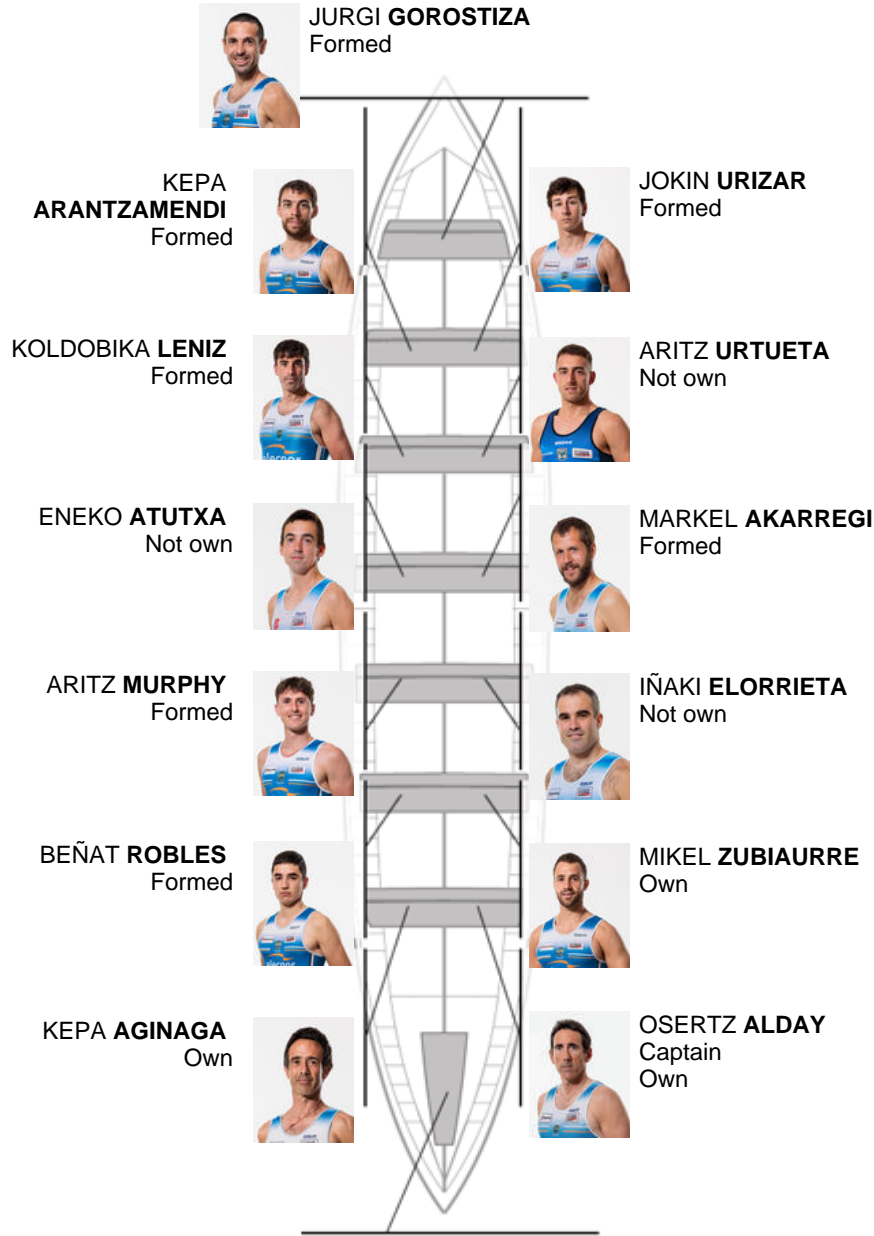 JURGI GOROSTIZA
Formed
KEPA
ARANTZAMENDI
Formed
JOKIN URIZAR
Formed
KOLDOBIKA LENIZ
Formed
ARITZ URTUETA
Not own
ENEKO ATUTXA
Not own
MARKEL AKARREGI
Formed
ARITZ MURPHY
Formed
IÑAKI ELORRIETA
Not own
BEÑAT ROBLES
Formed
MIKEL ZUBIAURRE
Own
KEPA AGINAGA
Own
OSERTZ ALDAY
Captain
Own